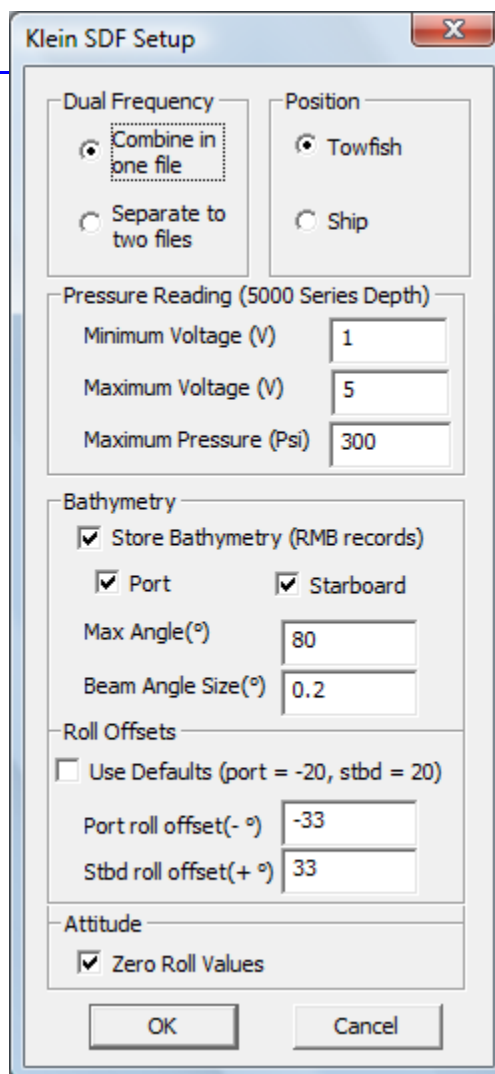 Klein SDF Setup
Dual Frequency
Combine in
one file
Separate to
two files
Position
Towfish
Ship
Pressure Reading (5000 Series Depth)
Minimum Voltage (V) 1
Maximum Voltage (V) 5
Maximum Pressure (Psi) 300
Bathymetry
Store Bathymetry (RMB records)
Port Starboard
Max Angle(º) 80
Beam Angle Size(º) 0.2
Roll Offsets
Use Defaults (port = -20, stbd = 20)
Port roll offset(- º) -33
Stbd roll offset(+ º) 33
Attitude
Zero Roll Values
OK Cancel